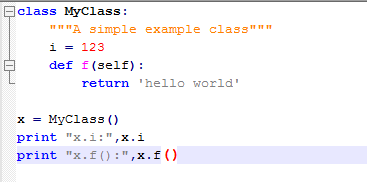 class MyClass:
    """A simple example class"""
    i = 123
    def f(self):
        return 'hello world'

x = MyClass()
print "x.i:",x.i
print "x.f():",x.f()